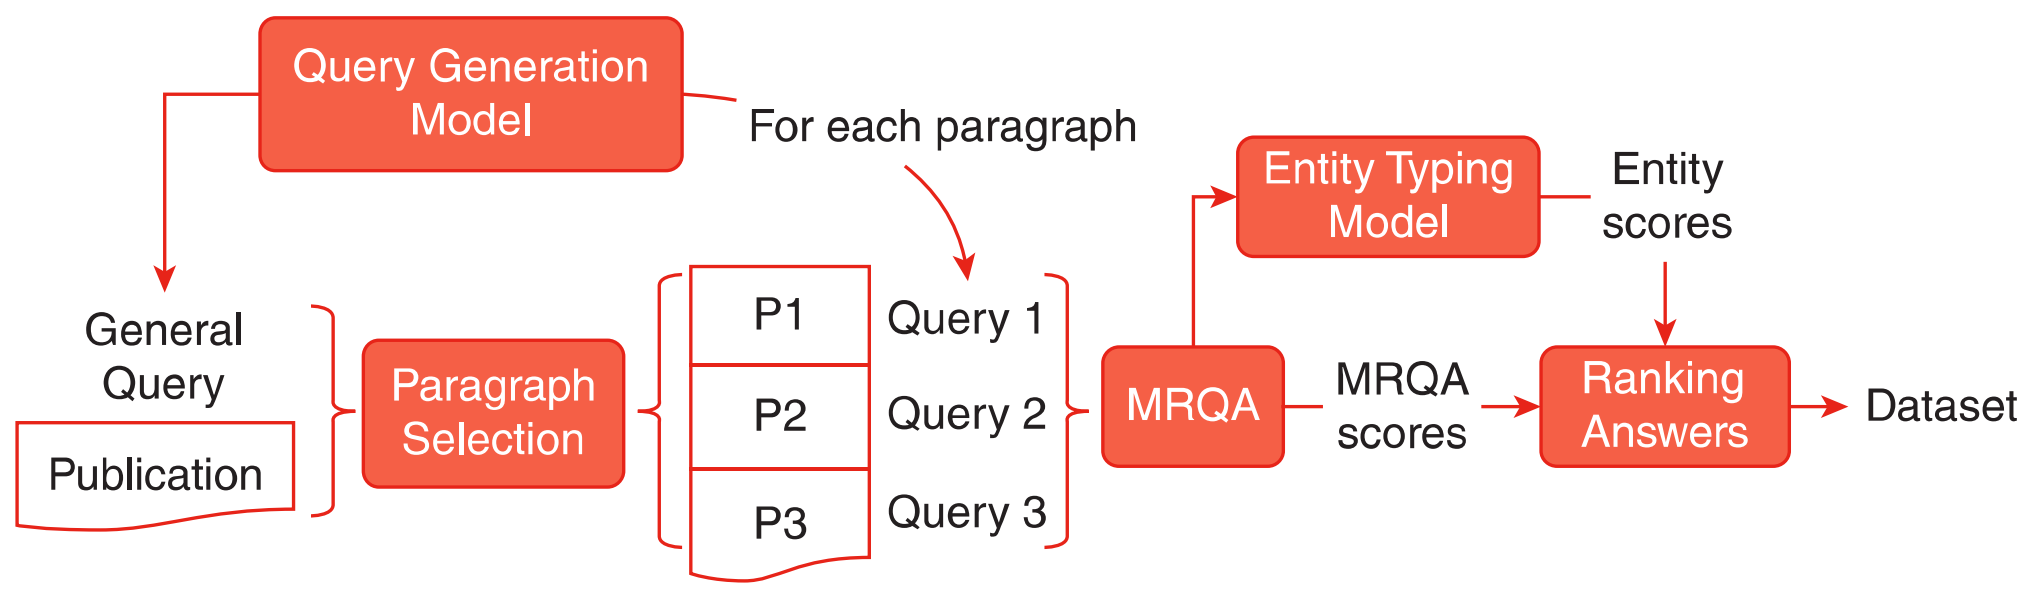 Query Generation
Model
For each paragraph
General
Query
Publication
Paragraph
Selection
P1
P2
P3
Query 1
Query 2
Query 3
MRQA
Entity Typing
Model
Entity
scores
MRQA
scores
Ranking
Answers
Dataset